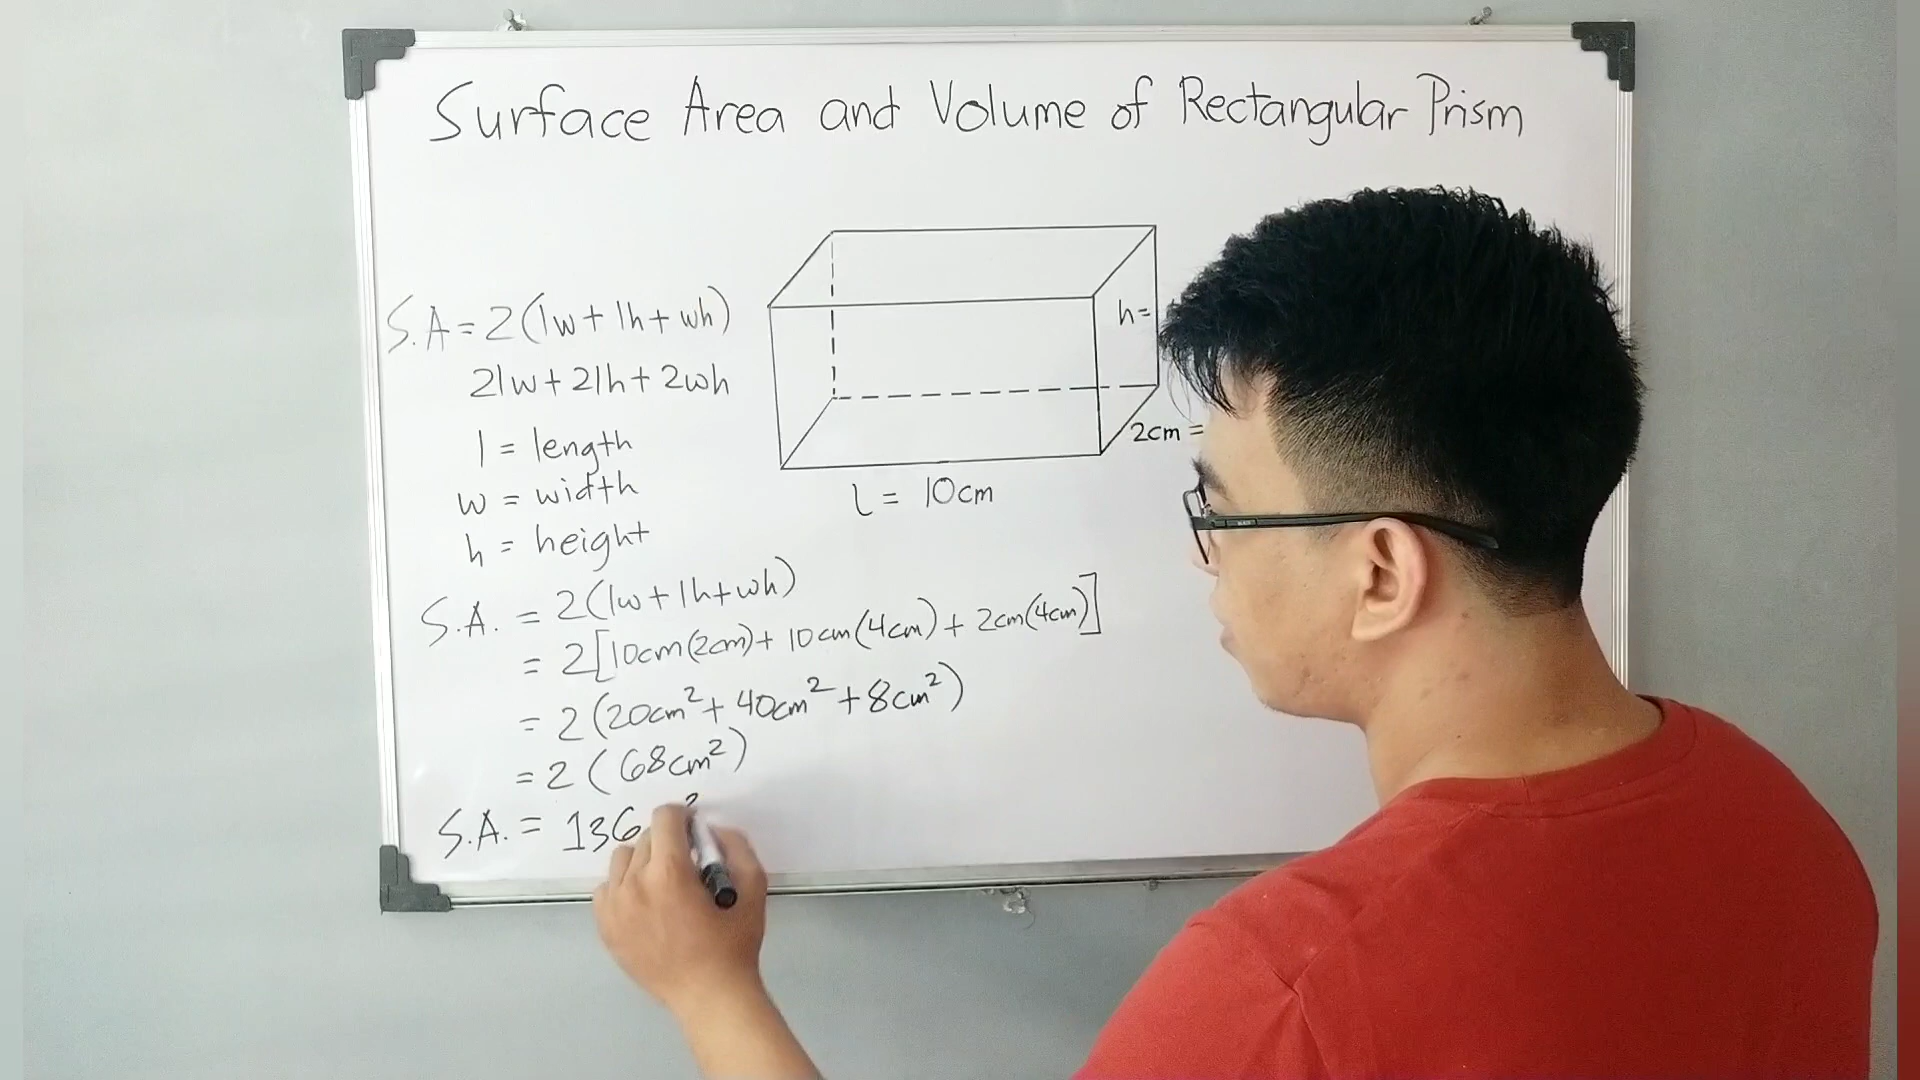 Surface Area and Volume of Rectangular Prism
S.A = 2(lw + lh + wh)
2lw + 2lh + 2wh
l = length
w = width
h = height
h =
2cm =
l = 10cm
S.A. = 2(lw + lh + wh)
= 2[10cm(2cm) + 10cm(4cm) + 2cm(4cm)]
= 2(20cm² + 40cm² + 8cm²)
= 2(68cm²)
S.A. = 136